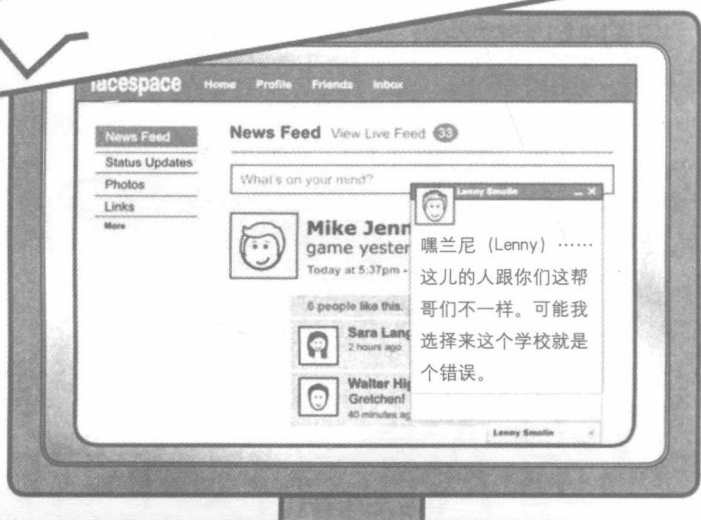 facespace Home Profile Friends Inbox
News Feed
Status Updates
Photos
Links
More
News Feed View Live Feed 33
What's on your mind?
Mike Jenn
game yester
Today at 5:37pm -
6 people like this.
Sara Lang
2 hours ago
Walter Hig
Gretchen!
40 minutes ag
Lenny Smolin
嘿兰尼（Lenny）……
这儿的人跟你们这帮
哥们不一样。可能我
选择来这个学校就是
个错误。
Lenny Smolin